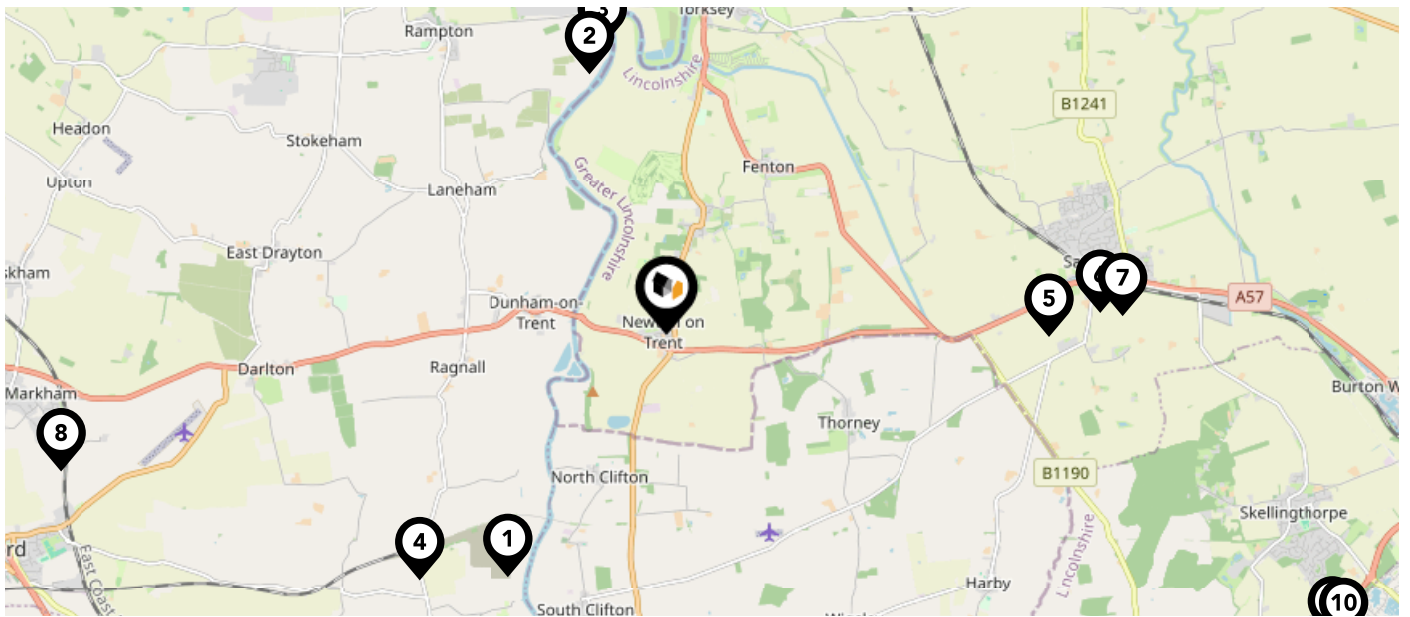 Rampton
Torksey
3
2
Lincolnshire
B1241
Headon
Stokeham
Fenton
Upton
Laneham
Greater Lincolnshire
East Drayton
7
5
A57
Dunham-on-
Trent
Trent
Darlton
Ragnall
Markham
Burton W
8
Thorney
North Clifton
B1190
Skellingthorpe
4
1
rd
East Coast
Lincolnshire
Harby
South Clifton
10